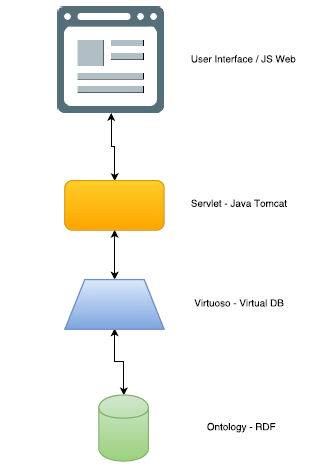 User Interface / JS Web
Servlet - Java Tomcat
Virtuoso - Virtual DB
Ontology - RDF